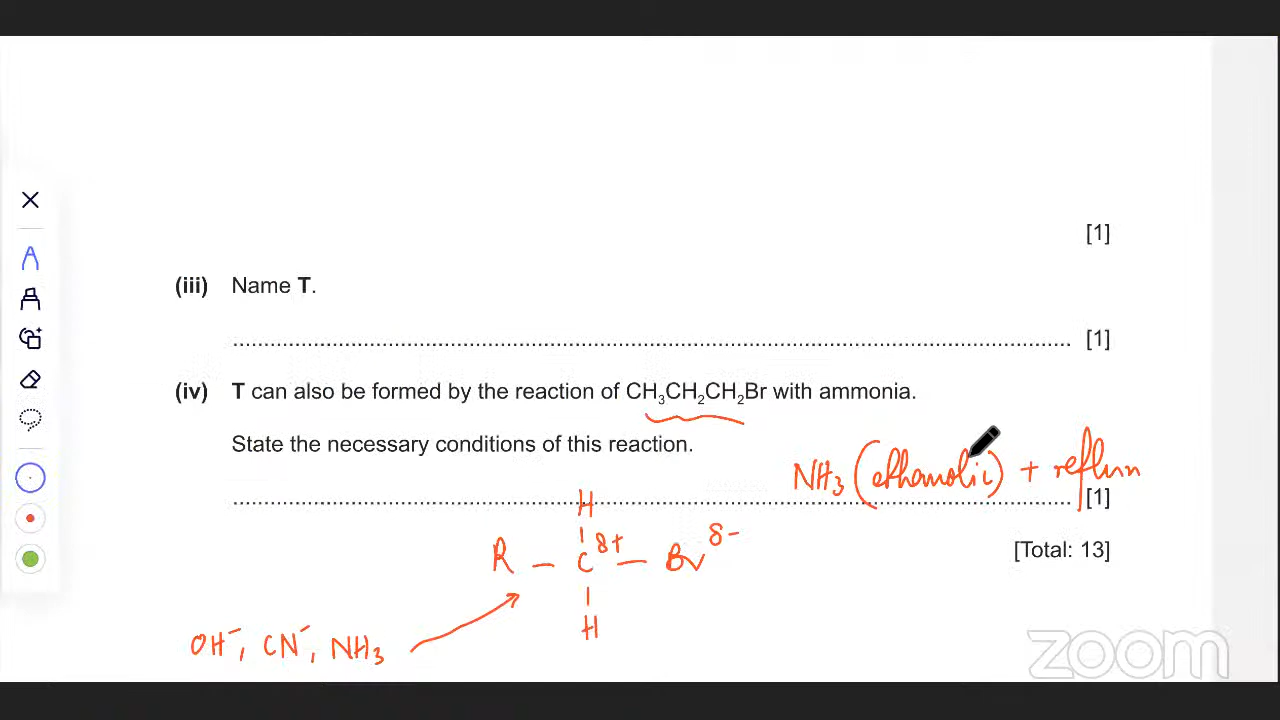 [1]
(iii) Name T.
........................................................................................................................................ [1]
(iv) T can also be formed by the reaction of CH₃CH₂CH₂Br with ammonia.
State the necessary conditions of this reaction.
NH₃ (ethanolic) + reflux
........................................................................................................................................ [1]
H
[Total: 13]
R – C δ+ – Br δ–
H
OH⁻, CN⁻, NH₃
zoom